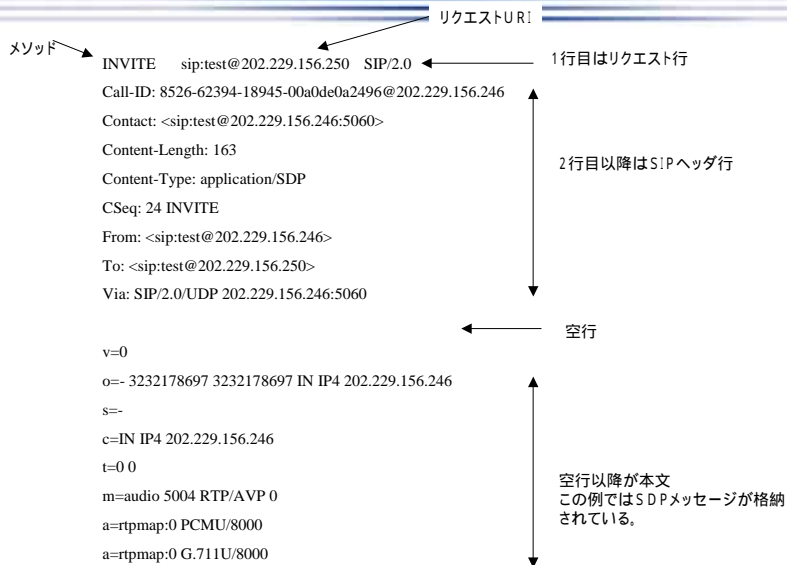 リクエストURI
メソッド
INVITE sip:test@202.229.156.250 SIP/2.0
1行目はリクエスト行
Call-ID: 8526-62394-18945-00a0de0a2496@202.229.156.246
Contact: <sip:test@202.229.156.246:5060>
Content-Length: 163
2行目以降はSIPヘッダ行
Content-Type: application/SDP
CSeq: 24 INVITE
From: <sip:test@202.229.156.246>
To: <sip:test@202.229.156.250>
Via: SIP/2.0/UDP 202.229.156.246:5060
空行
v=0
o=- 3232178697 3232178697 IN IP4 202.229.156.246
s=-
c=IN IP4 202.229.156.246
t=0 0
m=audio 5004 RTP/AVP 0
a=rtpmap:0 PCMU/8000
a=rtpmap:0 G.711U/8000
空行以降が本文
この例ではSDPメッセージが格納
されている。